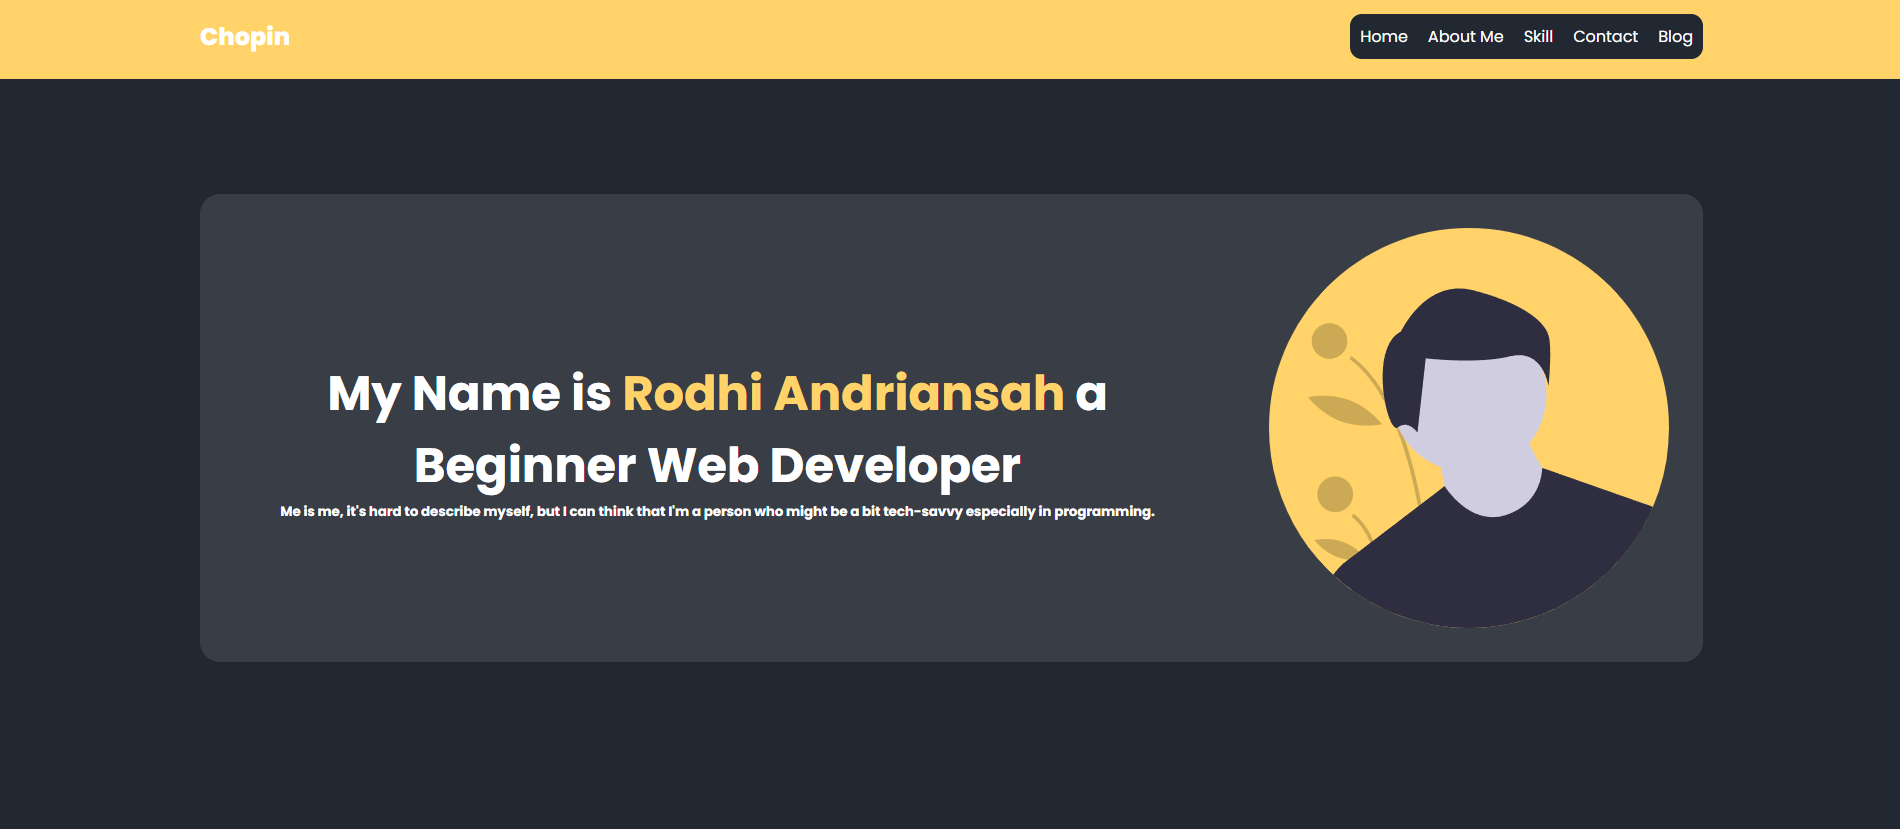 Chopin
Home About Me Skill Contact Blog
My Name is Rodhi Andriansah a
Beginner Web Developer
Me is me, it's hard to describe myself, but I can think that I'm a person who might be a bit tech-savvy especially in programming.